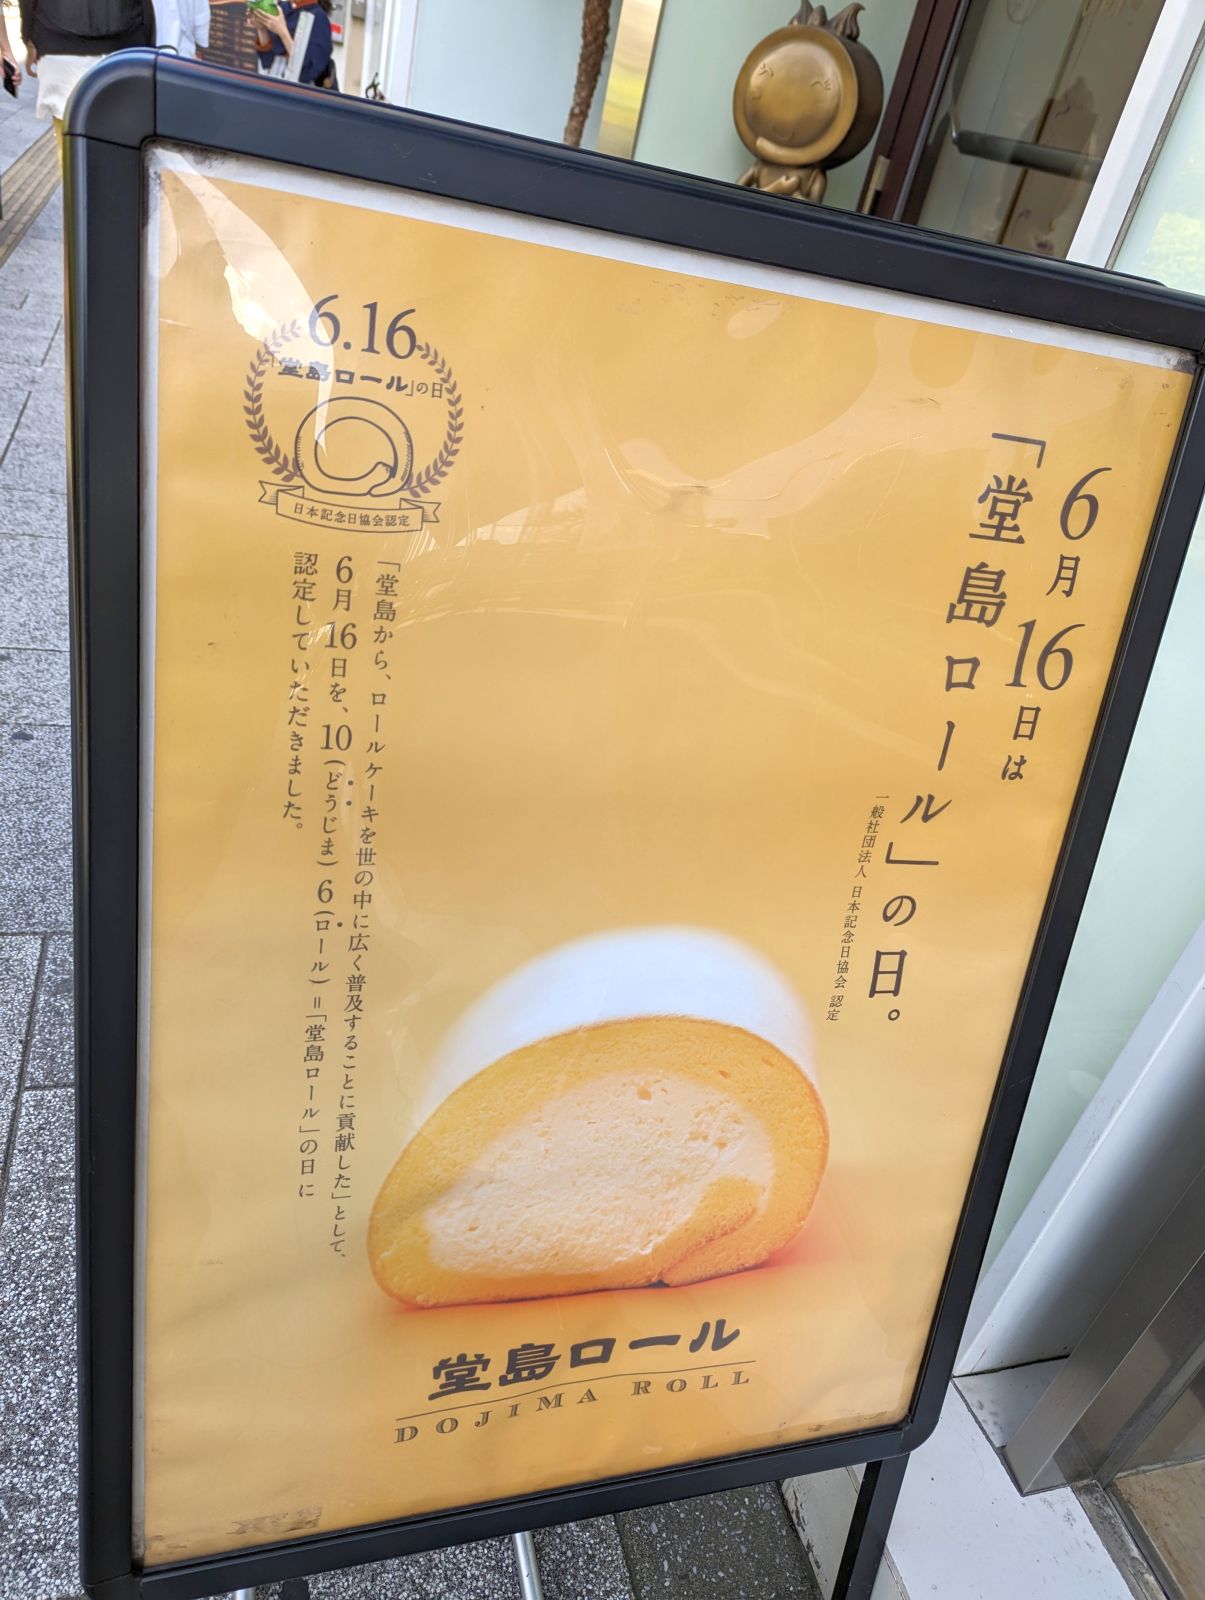 6月16日は
「堂島ロール」の日。
一般社団法人 日本記念日協会 認定
6.16
「堂島ロール」の日
日本記念日協会認定
「堂島から、ロールケーキを世の中に広く普及することに貢献した」として、
6月16日を、10(どうじま)6(ロール)=「堂島ロール」の日に
認定していただきました。
堂島ロール
DOJIMA ROLL